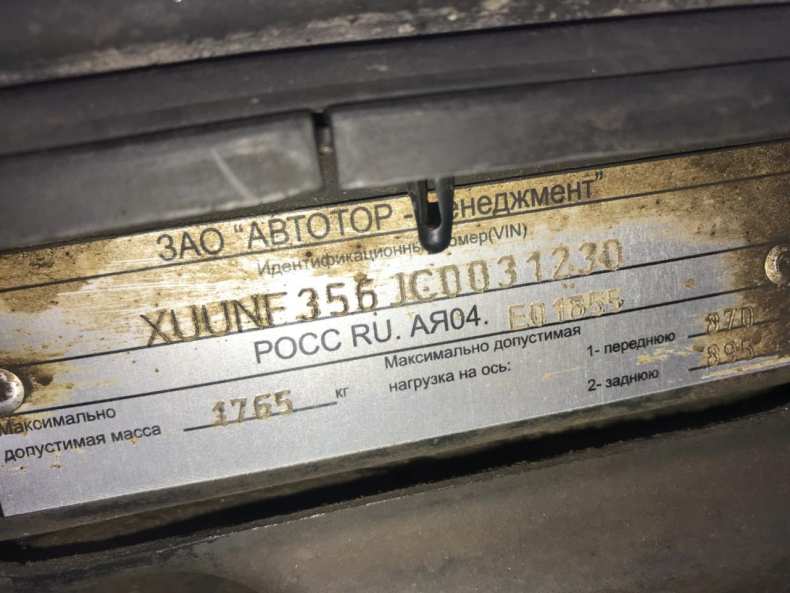 ЗАО "АВТОТОР - Менеджмент"
Идентификационный номер(VIN)
XUUNF356JC0031230
РОСС RU. АЯ04. E01855
Максимально допустимая масса 1765 кг
Максимально допустимая
нагрузка на ось:
1- переднюю 870
2- заднюю 895